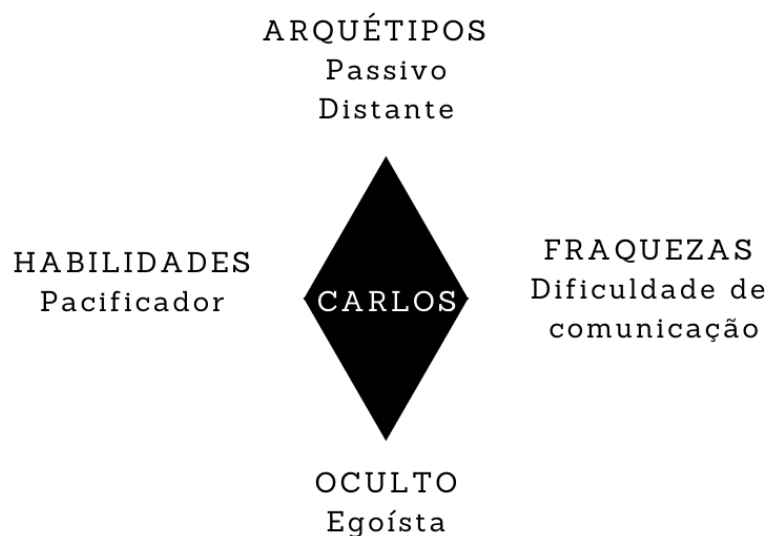 ARQUÉTIPOS
Passivo
Distante
HABILIDADES
Pacificador
CARLOS
FRAQUEZAS
Dificuldade de
comunicação
OCULTO
Egoísta